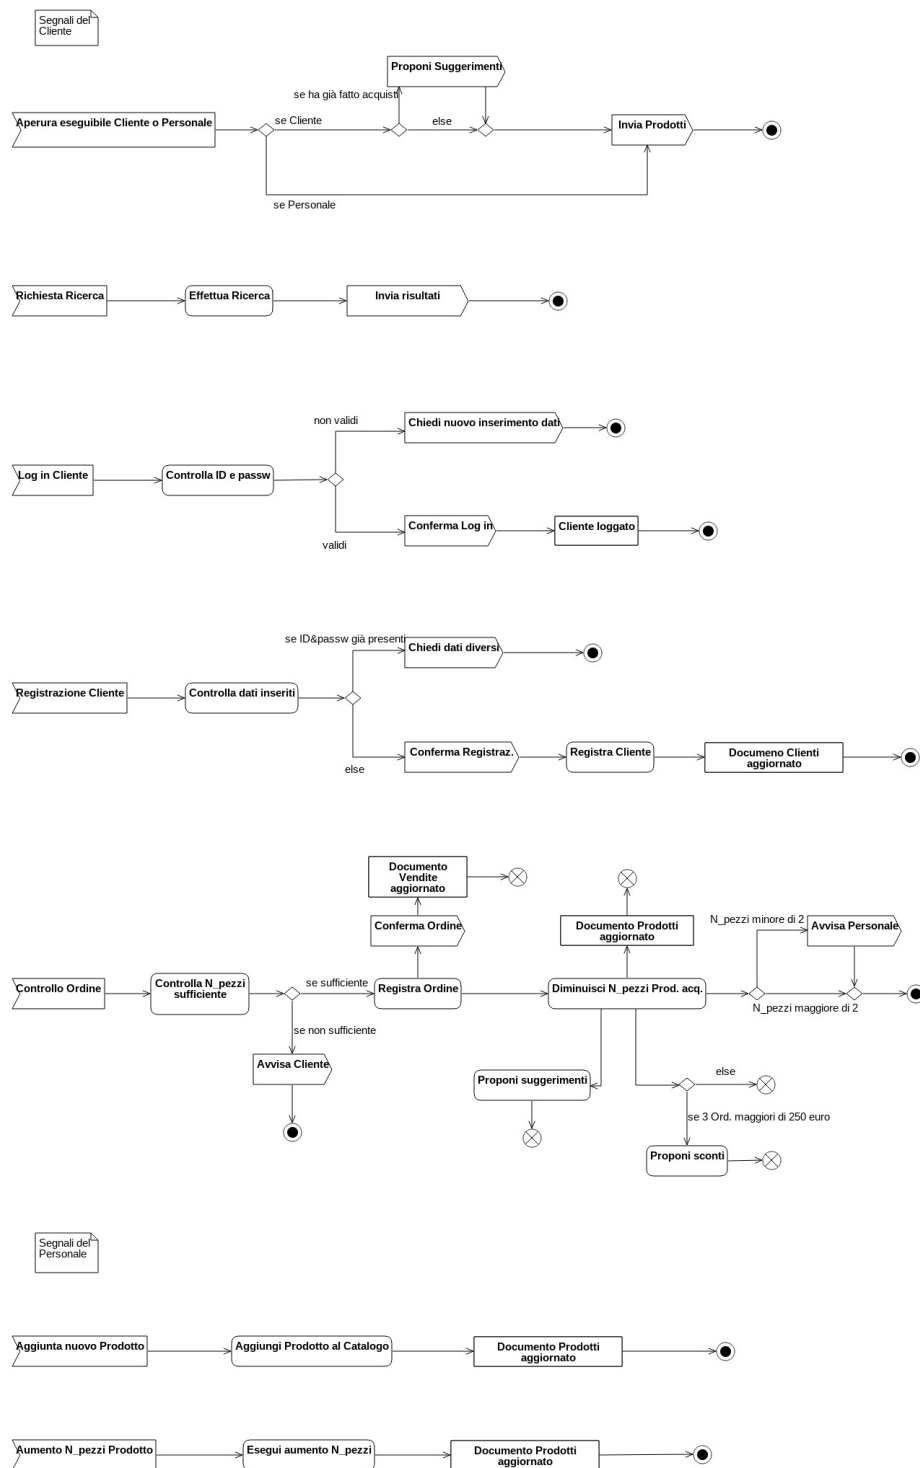 Segnali del
Cliente
Proponi Suggerimenti
se ha già fatto acquisti
Aperura eseguibile Cliente o Personale
se Cliente
else
Invia Prodotti
se Personale
Richiesta Ricerca
Effettua Ricerca
Invia risultati
non validi
Chiedi nuovo inserimento dati
Log in Cliente
Controlla ID e passw
Conferma Log in
Cliente loggato
validi
se ID&passw già presenti
Chiedi dati diversi
Registrazione Cliente
Controlla dati inseriti
Conferma Registraz.
Registra Cliente
Documeno Clienti
aggiornato
else
Documento
Vendite
aggiornato
Conferma Ordine
Documento Prodotti
aggiornato
N_pezzi minore di 2
Avvisa Personale
Controllo Ordine
Controlla N_pezzi
sufficiente
se sufficiente
Registra Ordine
Diminuisci N_pezzi Prod. acq.
N_pezzi maggiore di 2
se non sufficiente
Avvisa Cliente
Proponi suggerimenti
else
se 3 Ord. maggiori di 250 euro
Proponi sconti
Segnali del
Personale
Aggiunta nuovo Prodotto
Aggiungi Prodotto al Catalogo
Documento Prodotti
aggiornato
Aumento N_pezzi Prodotto
Esegui aumento N_pezzi
Documento Prodotti
aggiornato